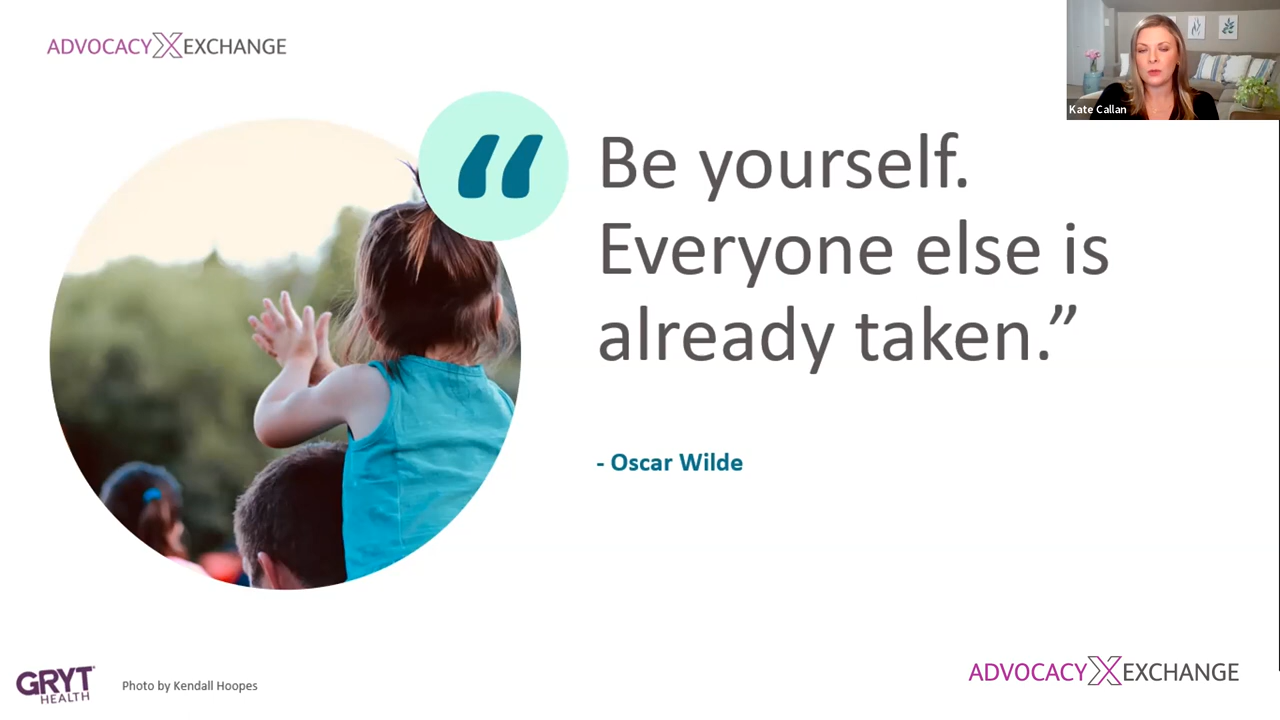 ADVOCACY X EXCHANGE
Kate Callan
“
Be yourself.
Everyone else is
already taken.”
- Oscar Wilde
GRYT
HEALTH
Photo by Kendall Hoopes
ADVOCACY X EXCHANGE